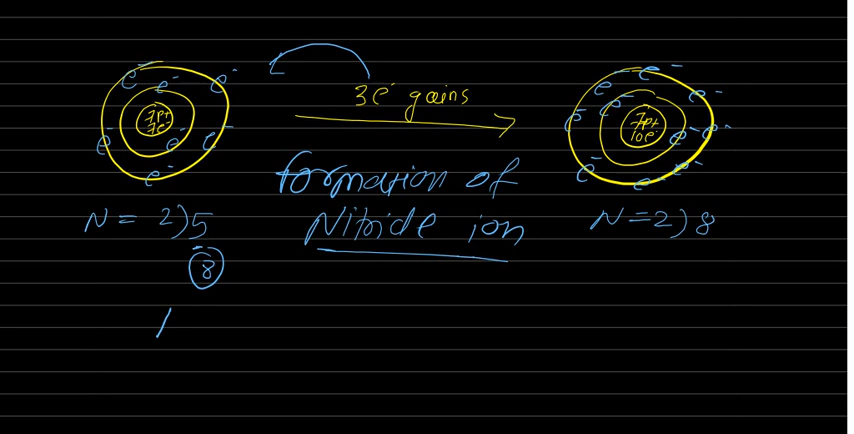 e⁻ e⁻ e⁻
3e⁻ gains
e⁻ e⁻ e⁻
7p+
7e⁻
e⁻ e⁻ e⁻
7p+
10e⁻
e⁻ e⁻ e⁻
e⁻
e⁻ e⁻
formation of
N = 2)5
Nitride ion
N = 2) 8
8